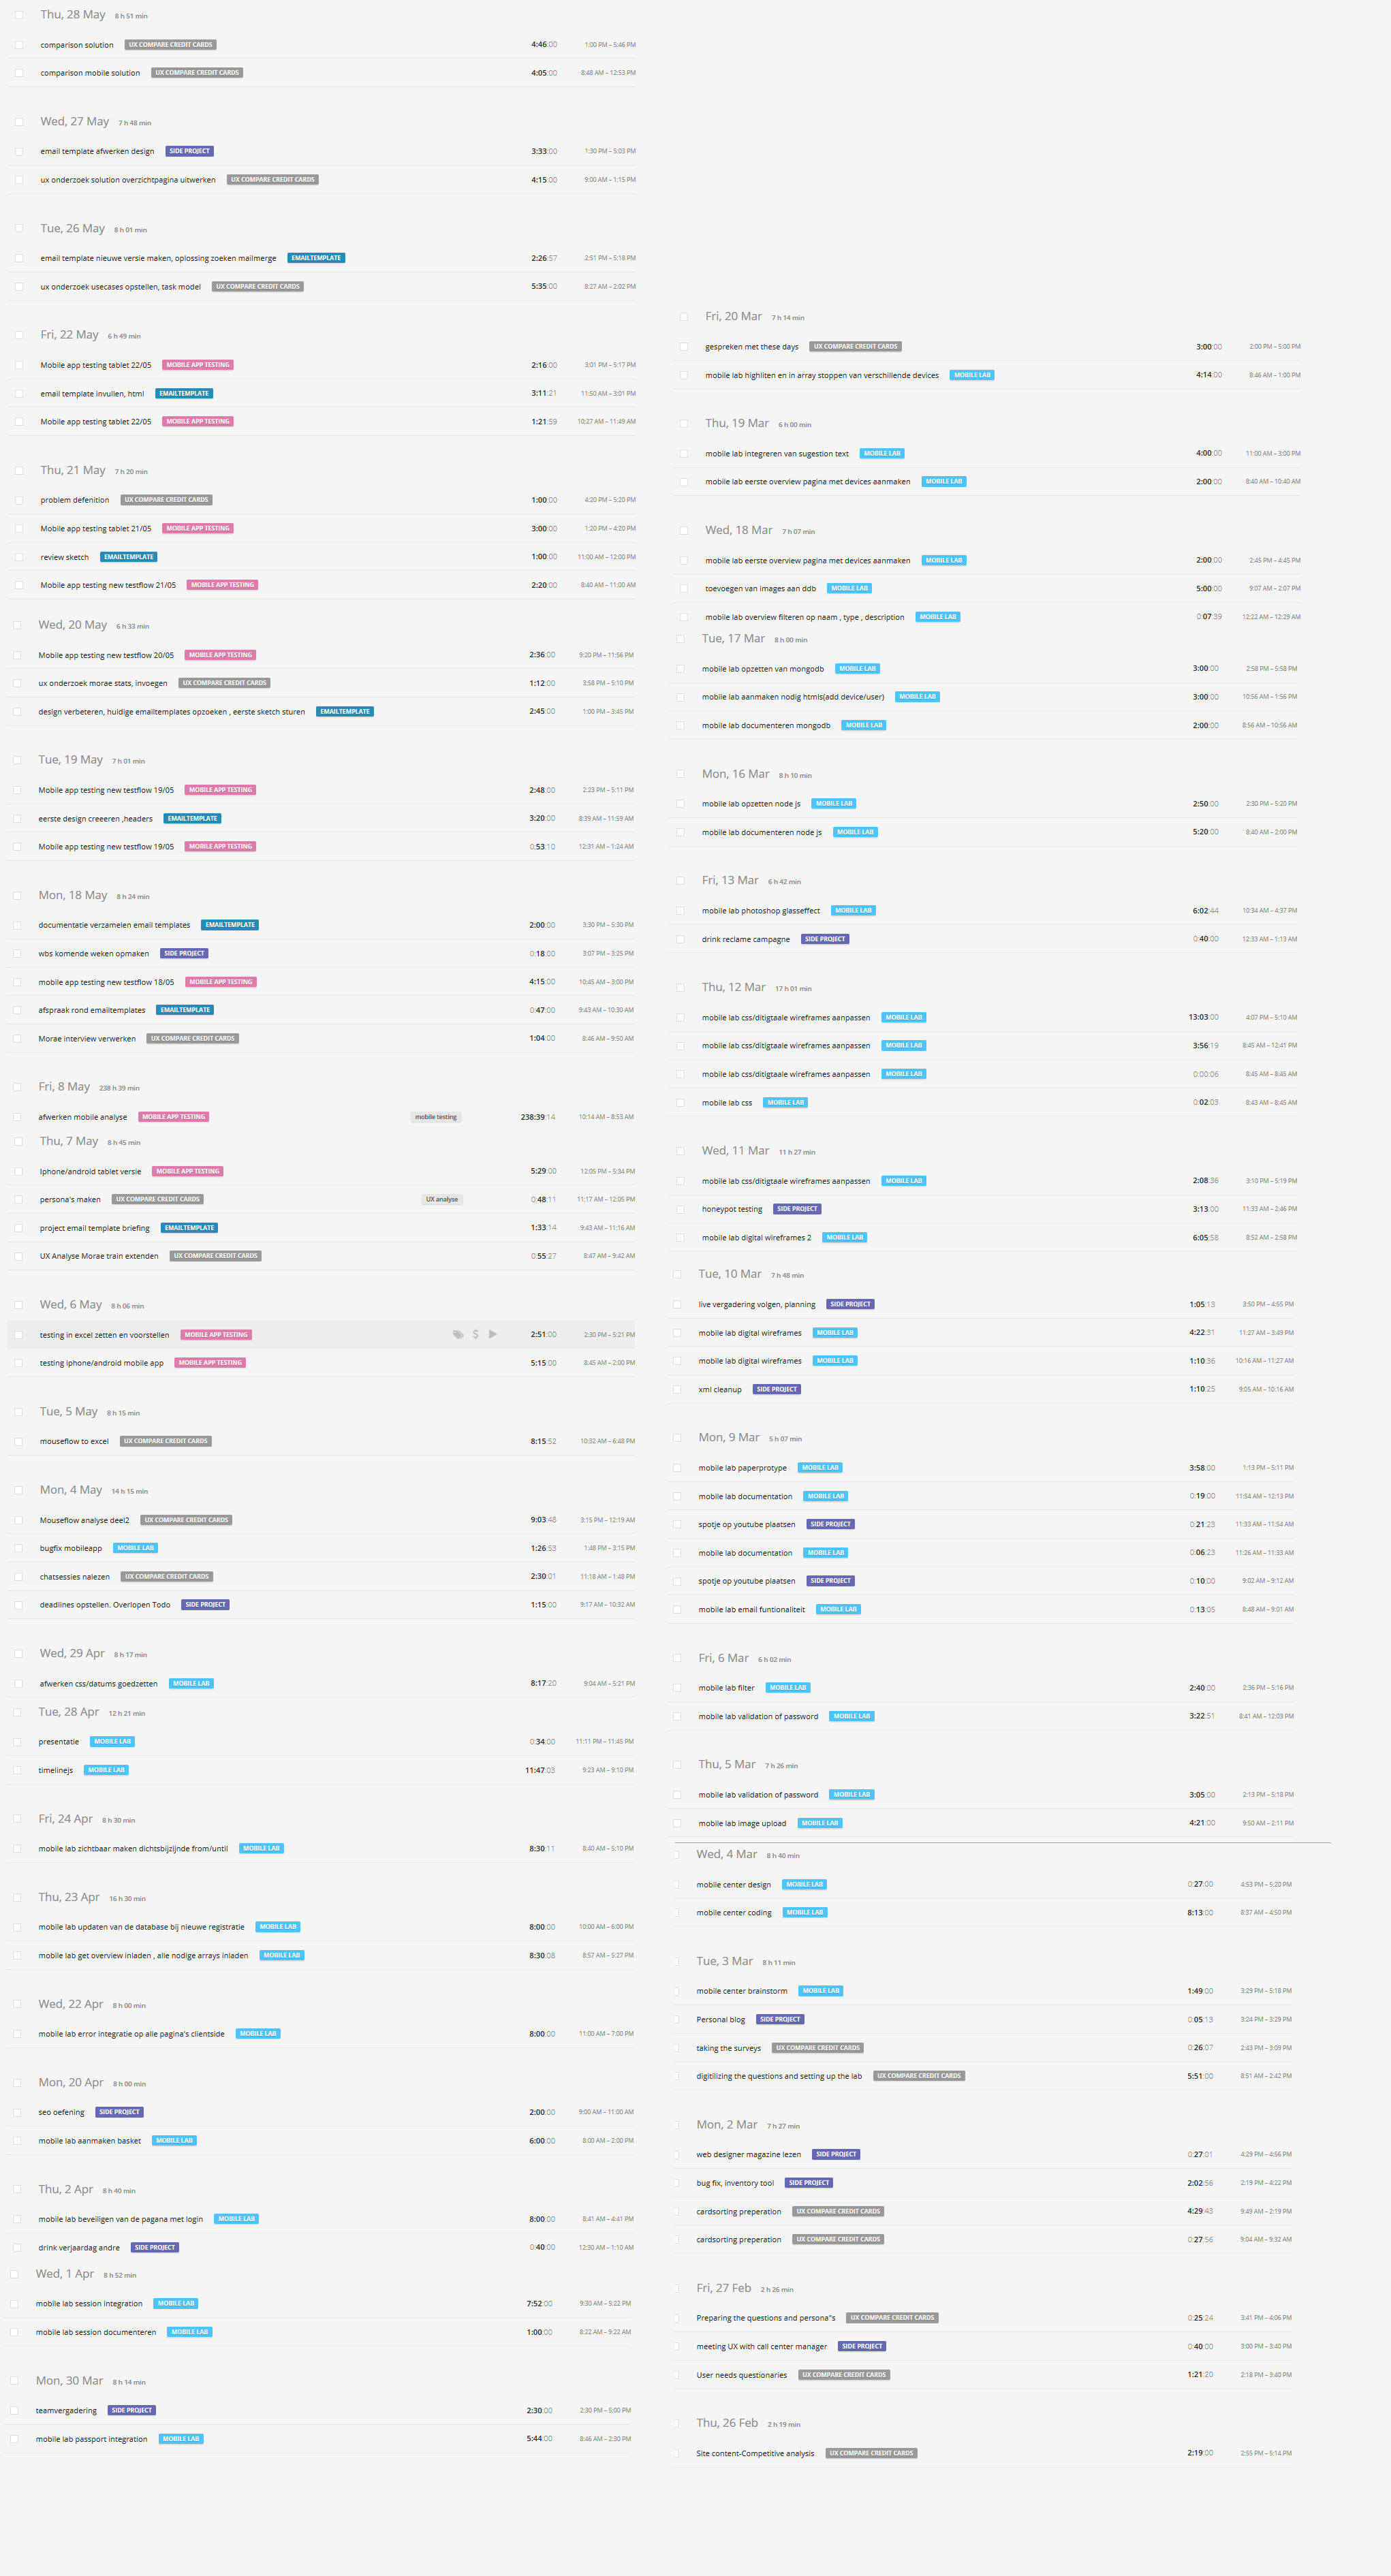 Thu, 28 May 8 h 51 min
comparison solution UX COMPARE CREDIT CARDS 4:46:00 1:00 PM – 5:46 PM
comparison mobile solution UX COMPARE CREDIT CARDS 4:05:00 8:48 AM – 12:53 PM
Wed, 27 May 7 h 48 min
email template afwerken design SIDE PROJECT 3:33:00 1:30 PM – 5:03 PM
ux onderzoek solution overzichtpagina uitwerken UX COMPARE CREDIT CARDS 4:15:00 9:00 AM – 1:15 PM
Tue, 26 May 8 h 01 min
email template nieuwe versie maken, oplossing zoeken mailmerge EMAILTEMPLATE 2:26:57 2:51 PM – 5:18 PM
ux onderzoek usecases opstellen, task model UX COMPARE CREDIT CARDS 5:35:00 8:27 AM – 2:02 PM
Fri, 22 May 6 h 49 min
Mobile app testing tablet 22/05 MOBILE APP TESTING 2:16:00 3:01 PM – 5:17 PM
email template invullen, html EMAILTEMPLATE 3:11:21 11:50 AM – 3:01 PM
Mobile app testing tablet 22/05 MOBILE APP TESTING 1:21:59 10:27 AM – 11:49 AM
Thu, 21 May 7 h 20 min
problem defenition UX COMPARE CREDIT CARDS 1:00:00 4:20 PM – 5:20 PM
Mobile app testing tablet 21/05 MOBILE APP TESTING 3:00:00 1:20 PM – 4:20 PM
review sketch EMAILTEMPLATE 1:00:00 11:00 AM – 12:00 PM
Mobile app testing new testflow 21/05 MOBILE APP TESTING 2:20:00 8:40 AM – 11:00 AM
Wed, 20 May 6 h 33 min
Mobile app testing new testflow 20/05 MOBILE APP TESTING 2:36:00 9:20 PM – 11:56 PM
ux onderzoek morae stats, invoegen UX COMPARE CREDIT CARDS 1:12:00 3:58 PM – 5:10 PM
design verbeteren, huidige emailtemplates opzoeken , eerste sketch sturen EMAILTEMPLATE 2:45:00 1:00 PM – 3:45 PM
Tue, 19 May 7 h 01 min
Mobile app testing new testflow 19/05 MOBILE APP TESTING 2:48:00 2:23 PM – 5:11 PM
eerste design creeeren ,headers EMAILTEMPLATE 3:20:00 8:39 AM – 11:59 AM
Mobile app testing new testflow 19/05 MOBILE APP TESTING 0:53:10 12:31 AM – 1:24 AM
Mon, 18 May 8 h 24 min
documentatie verzamelen email templates EMAILTEMPLATE 2:00:00 3:30 PM – 5:30 PM
wbs komende weken opmaken SIDE PROJECT 0:18:00 3:07 PM – 3:25 PM
mobile app testing new testflow 18/05 MOBILE APP TESTING 4:15:00 10:45 AM – 3:00 PM
afspraak rond emailtemplates EMAILTEMPLATE 0:47:00 9:43 AM – 10:30 AM
Morae interview verwerken UX COMPARE CREDIT CARDS 1:04:00 8:46 AM – 9:50 AM
Fri, 8 May 238 h 39 min
afwerken mobile analyse MOBILE APP TESTING mobile testing 238:39:14 10:14 AM – 8:53 AM
Thu, 7 May 8 h 45 min
Iphone/android tablet versie MOBILE APP TESTING 5:29:00 12:05 PM – 5:34 PM
persona's maken UX COMPARE CREDIT CARDS UX analyse 0:48:11 11:17 AM – 12:05 PM
project email template briefing EMAILTEMPLATE 1:33:14 9:43 AM – 11:16 AM
UX Analyse Morae train extenden UX COMPARE CREDIT CARDS 0:55:27 8:47 AM – 9:42 AM
Wed, 6 May 8 h 06 min
testing in excel zetten en voorstellen MOBILE APP TESTING $ 2:51:00 2:30 PM – 5:21 PM
testing iphone/android mobile app MOBILE APP TESTING 5:15:00 8:45 AM – 2:00 PM
Tue, 5 May 8 h 15 min
mouseflow to excel UX COMPARE CREDIT CARDS 8:15:52 10:32 AM – 6:48 PM
Mon, 4 May 14 h 15 min
Mouseflow analyse deel2 UX COMPARE CREDIT CARDS 9:03:48 3:15 PM – 12:19 AM
bugfix mobileapp MOBILE LAB 1:26:53 1:48 PM – 3:15 PM
chatsessies nalezen UX COMPARE CREDIT CARDS 2:30:01 11:18 AM – 1:48 PM
deadlines opstellen. Overlopen Todo SIDE PROJECT 1:15:00 9:17 AM – 10:32 AM
Wed, 29 Apr 8 h 17 min
afwerken css/datums goedzetten MOBILE LAB 8:17:20 9:04 AM – 5:21 PM
Tue, 28 Apr 12 h 21 min
presentatie MOBILE LAB 0:34:00 11:11 PM – 11:45 PM
timelinejs MOBILE LAB 11:47:03 9:23 AM – 9:10 PM
Fri, 24 Apr 8 h 30 min
mobile lab zichtbaar maken dichtsbijzijnde from/until MOBILE LAB 8:30:11 8:40 AM – 5:10 PM
Thu, 23 Apr 16 h 30 min
mobile lab updaten van de database bij nieuwe registratie MOBILE LAB 8:00:00 10:00 AM – 6:00 PM
mobile lab get overview inladen , alle nodige arrays inladen MOBILE LAB 8:30:08 8:57 AM – 5:27 PM
Wed, 22 Apr 8 h 00 min
mobile lab error integratie op alle pagina's clientside MOBILE LAB 8:00:00 11:00 AM – 7:00 PM
Mon, 20 Apr 8 h 00 min
seo oefening SIDE PROJECT 2:00:00 9:00 AM – 11:00 AM
mobile lab aanmaken basket MOBILE LAB 6:00:00 8:00 AM – 2:00 PM
Thu, 2 Apr 8 h 40 min
mobile lab beveiligen van de pagana met login MOBILE LAB 8:00:00 8:41 AM – 4:41 PM
drink verjaardag andre SIDE PROJECT 0:40:00 12:30 AM – 1:10 AM
Wed, 1 Apr 8 h 52 min
mobile lab session integration MOBILE LAB 7:52:00 9:30 AM – 5:22 PM
mobile lab session documenteren MOBILE LAB 1:00:00 8:22 AM – 9:22 AM
Mon, 30 Mar 8 h 14 min
teamvergadering SIDE PROJECT 2:30:00 2:30 PM – 5:00 PM
mobile lab passport integration MOBILE LAB 5:44:00 8:46 AM – 2:30 PM
Fri, 20 Mar 7 h 14 min
gespreken met these days UX COMPARE CREDIT CARDS 3:00:00 2:00 PM – 5:00 PM
mobile lab highliten en in array stoppen van verschillende devices MOBILE LAB 4:14:00 8:46 AM – 1:00 PM
Thu, 19 Mar 6 h 00 min
mobile lab integreren van sugestion text MOBILE LAB 4:00:00 11:00 AM – 3:00 PM
mobile lab eerste overview pagina met devices aanmaken MOBILE LAB 2:00:00 8:40 AM – 10:40 AM
Wed, 18 Mar 7 h 07 min
mobile lab eerste overview pagina met devices aanmaken MOBILE LAB 2:00:00 2:45 PM – 4:45 PM
toevoegen van images aan ddb MOBILE LAB 5:00:00 9:07 AM – 2:07 PM
mobile lab overview filteren op naam , type , description MOBILE LAB 0:07:39 12:22 AM – 12:29 AM
Tue, 17 Mar 8 h 00 min
mobile lab opzetten van mongodb MOBILE LAB 3:00:00 2:58 PM – 5:58 PM
mobile lab aanmaken nodig htmls(add device/user) MOBILE LAB 3:00:00 10:56 AM – 1:56 PM
mobile lab documenteren mongodb MOBILE LAB 2:00:00 8:56 AM – 10:56 AM
Mon, 16 Mar 8 h 10 min
mobile lab opzetten node js MOBILE LAB 2:50:00 2:30 PM – 5:20 PM
mobile lab documenteren node js MOBILE LAB 5:20:00 8:40 AM – 2:00 PM
Fri, 13 Mar 6 h 42 min
mobile lab photoshop glasseffect MOBILE LAB 6:02:44 10:34 AM – 4:37 PM
drink reclame campagne SIDE PROJECT 0:40:00 12:33 AM – 1:13 AM
Thu, 12 Mar 17 h 01 min
mobile lab css/ditigtaale wireframes aanpassen MOBILE LAB 13:03:00 4:07 PM – 5:10 AM
mobile lab css/ditigtaale wireframes aanpassen MOBILE LAB 3:56:19 8:45 AM – 12:41 PM
mobile lab css/ditigtaale wireframes aanpassen MOBILE LAB 0:00:06 8:45 AM – 8:45 AM
mobile lab css MOBILE LAB 0:02:03 8:43 AM – 8:45 AM
Wed, 11 Mar 11 h 27 min
mobile lab css/ditigtaale wireframes aanpassen MOBILE LAB 2:08:36 3:10 PM – 5:19 PM
honeypot testing SIDE PROJECT 3:13:00 11:33 AM – 2:46 PM
mobile lab digital wireframes 2 MOBILE LAB 6:05:58 8:52 AM – 2:58 PM
Tue, 10 Mar 7 h 48 min
live vergadering volgen, planning SIDE PROJECT 1:05:13 3:50 PM – 4:55 PM
mobile lab digital wireframes MOBILE LAB 4:22:31 11:27 AM – 3:49 PM
mobile lab digital wireframes MOBILE LAB 1:10:36 10:16 AM – 11:27 AM
xml cleanup SIDE PROJECT 1:10:25 9:05 AM – 10:16 AM
Mon, 9 Mar 5 h 07 min
mobile lab paperprotype MOBILE LAB 3:58:00 1:13 PM – 5:11 PM
mobile lab documentation MOBILE LAB 0:19:00 11:54 AM – 12:13 PM
spotje op youtube plaatsen SIDE PROJECT 0:21:23 11:33 AM – 11:54 AM
mobile lab documentation MOBILE LAB 0:06:23 11:26 AM – 11:33 AM
spotje op youtube plaatsen SIDE PROJECT 0:10:00 9:02 AM – 9:12 AM
mobile lab email funtionaliteit MOBILE LAB 0:13:05 8:48 AM – 9:01 AM
Fri, 6 Mar 6 h 02 min
mobile lab filter MOBILE LAB 2:40:00 2:36 PM – 5:16 PM
mobile lab validation of password MOBILE LAB 3:22:51 8:41 AM – 12:03 PM
Thu, 5 Mar 7 h 26 min
mobile lab validation of password MOBILE LAB 3:05:00 2:13 PM – 5:18 PM
mobile lab image upload MOBILE LAB 4:21:00 9:50 AM – 2:11 PM
Wed, 4 Mar 8 h 40 min
mobile center design MOBILE LAB 0:27:00 4:53 PM – 5:20 PM
mobile center coding MOBILE LAB 8:13:00 8:37 AM – 4:50 PM
Tue, 3 Mar 8 h 11 min
mobile center brainstorm MOBILE LAB 1:49:00 3:29 PM – 5:18 PM
Personal blog SIDE PROJECT 0:05:13 3:24 PM – 3:29 PM
taking the surveys UX COMPARE CREDIT CARDS 0:26:07 2:43 PM – 3:09 PM
digitilizing the questions and setting up the lab UX COMPARE CREDIT CARDS 5:51:00 8:51 AM – 2:42 PM
Mon, 2 Mar 7 h 27 min
web designer magazine lezen SIDE PROJECT 0:27:01 4:29 PM – 4:56 PM
bug fix, inventory tool SIDE PROJECT 2:02:56 2:19 PM – 4:22 PM
cardsorting preperation UX COMPARE CREDIT CARDS 4:29:43 9:49 AM – 2:19 PM
cardsorting preperation UX COMPARE CREDIT CARDS 0:27:56 9:04 AM – 9:32 AM
Fri, 27 Feb 2 h 26 min
Preparing the questions and persona"s UX COMPARE CREDIT CARDS 0:25:24 3:41 PM – 4:06 PM
meeting UX with call center manager SIDE PROJECT 0:40:00 3:00 PM – 3:40 PM
User needs questionaries UX COMPARE CREDIT CARDS 1:21:20 2:18 PM – 3:40 PM
Thu, 26 Feb 2 h 19 min
Site content-Competitive analysis UX COMPARE CREDIT CARDS 2:19:00 2:55 PM – 5:14 PM